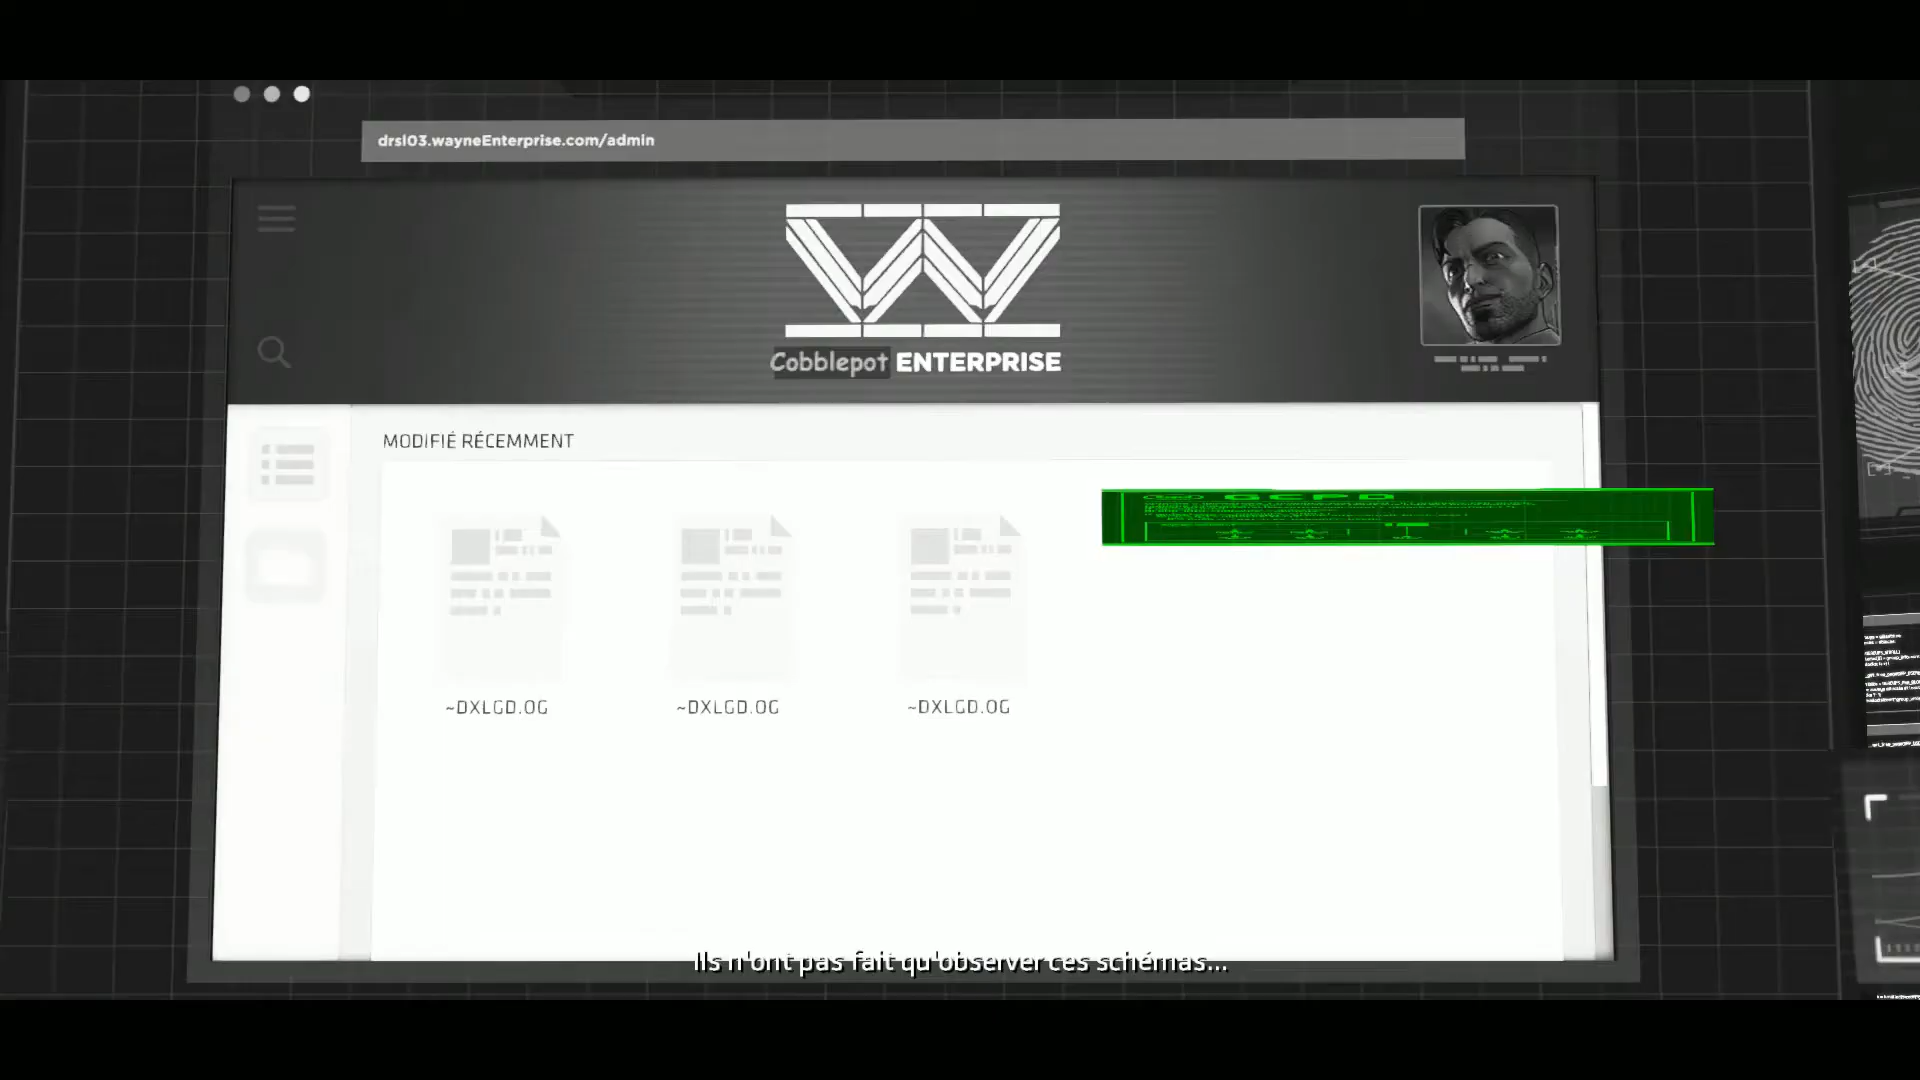 drsl03.wayneEnterprise.com/admin
Cobblepot ENTERPRISE
MODIFIÉ RÉCEMMENT
GCPD
~DXLGD.OG
~DXLGD.OG
~DXLGD.OG
Ils n'ont pas fait qu'observer ces schémas...